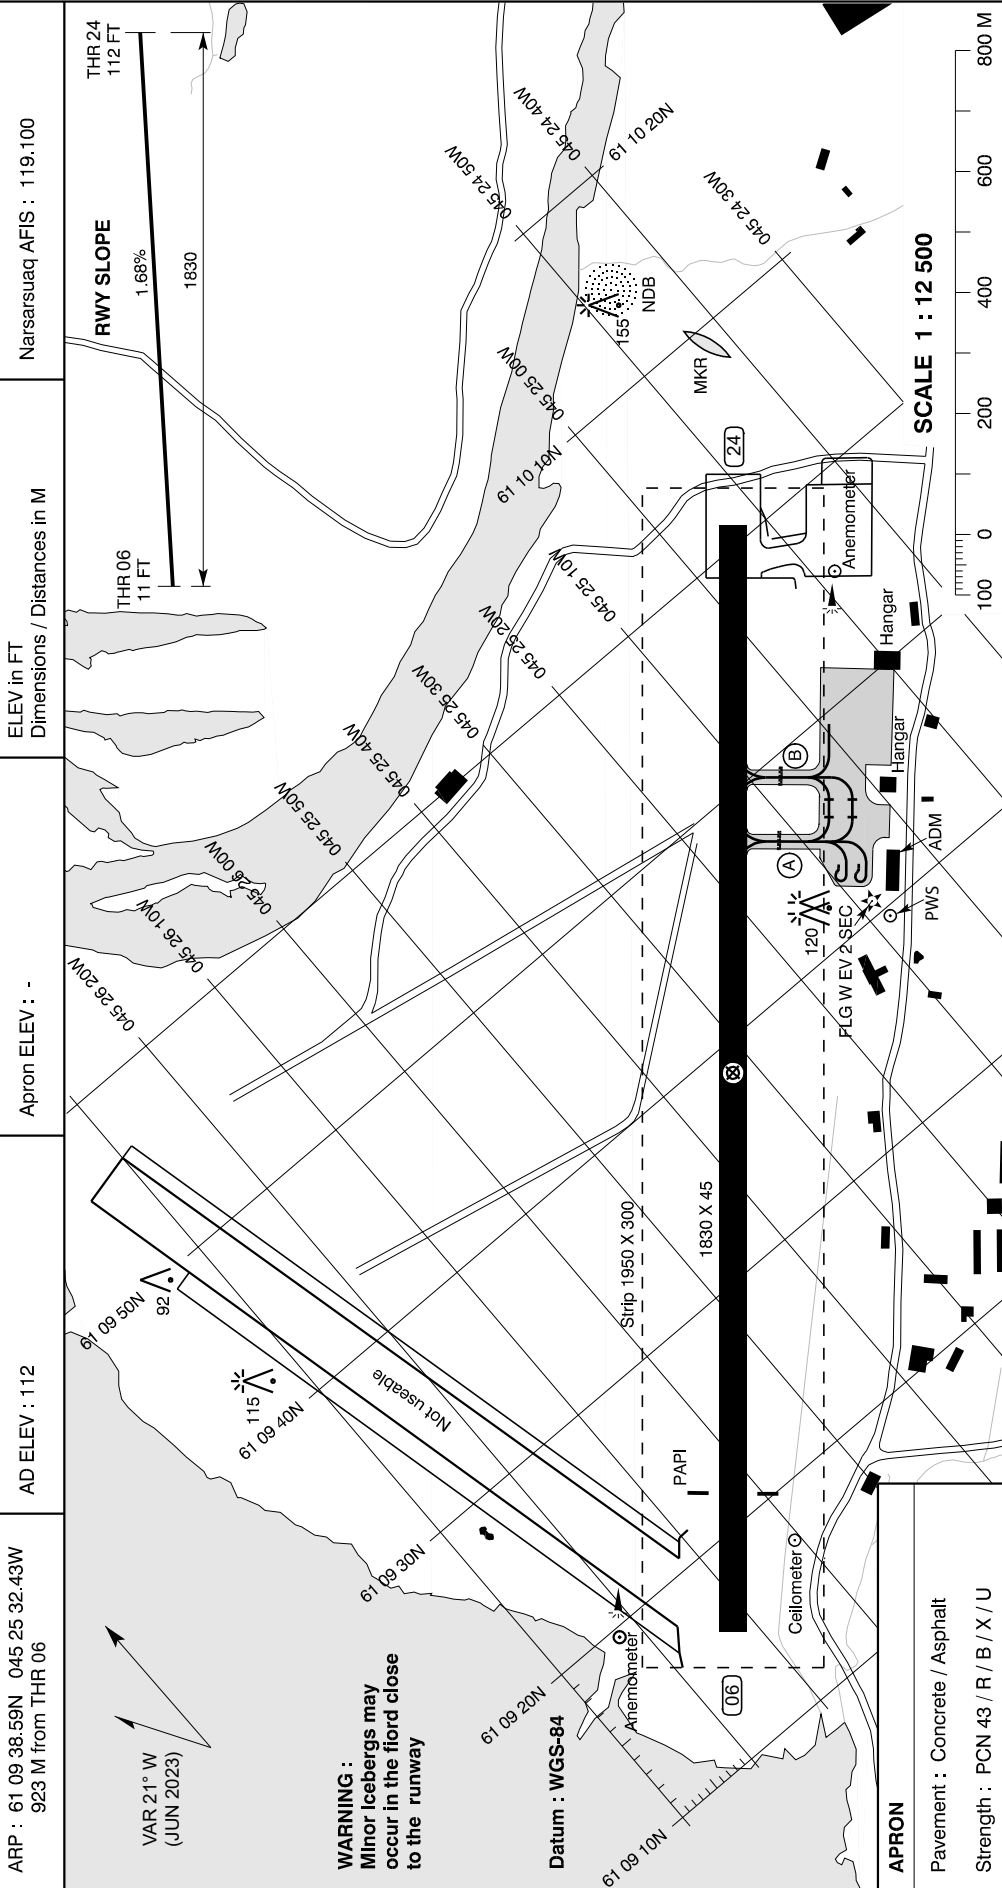 ARP : 61 09 38.59N 045 25 32.43W
923 M from THR 06
AD ELEV : 112
Apron ELEV : -
ELEV in FT
Dimensions / Distances in M
Narsarsuaq AFIS : 119.100
VAR 21° W
(JUN 2023)
THR 06
11 FT
RWY SLOPE
1.68%
1830
THR 24
112 FT
WARNING :
Minor Icebergs may
occur in the fiord close
to the runway
Datum : WGS-84
61 09 10N
61 09 20N
61 09 30N
61 09 40N
61 09 50N
61 10 10N
61 10 20N
045 26 20W
045 26 10W
045 26 00W
045 25 50W
045 25 40W
045 25 30W
045 25 20W
045 25 10W
045 25 00W
045 24 50W
045 24 40W
045 24 30W
92
115
Not useable
Anemometer
Strip 1950 X 300
1830 X 45
PAPI
06
24
Ceilometer
155
NDB
MKR
A
B
120
FLG W EV 2 SEC
PWS
ADM
Hangar
Hangar
Anemometer
SCALE 1 : 12 500
100
0
200
400
600
800 M
APRON
Pavement : Concrete / Asphalt
Strength : PCN 43 / R / B / X / U